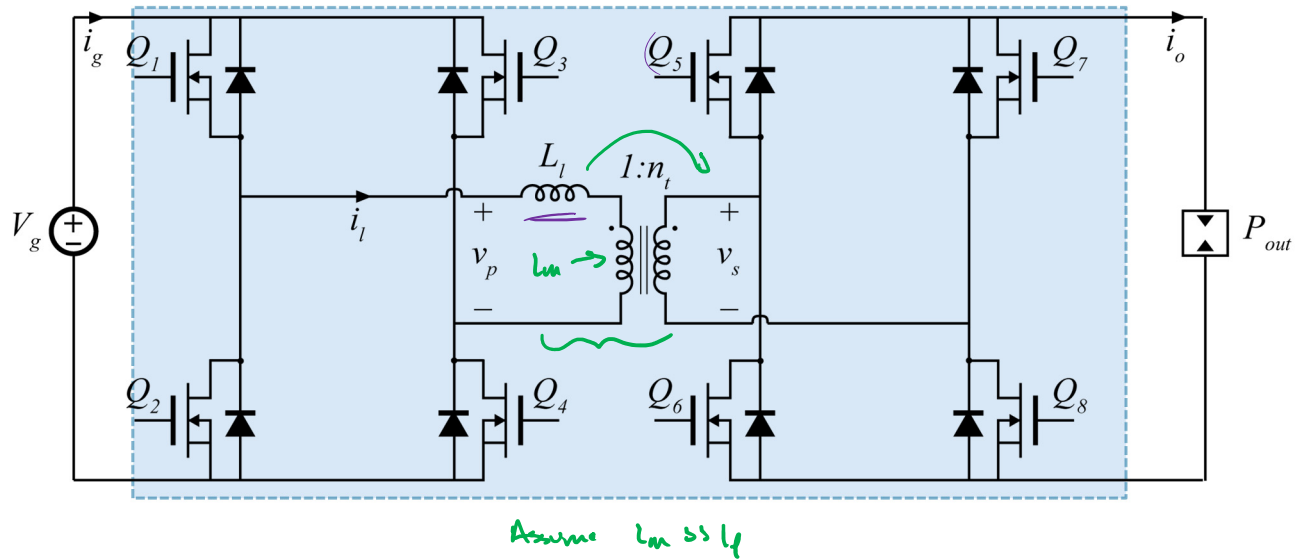 i_g
Q_1
Q_3
Q_5
Q_7
i_o
L_l
1:n_t
i_l
+
+
V_g
+
−
v_p
Lm
v_s
P_out
−
−
Q_2
Q_4
Q_6
Q_8
Assume Lm >> Ll